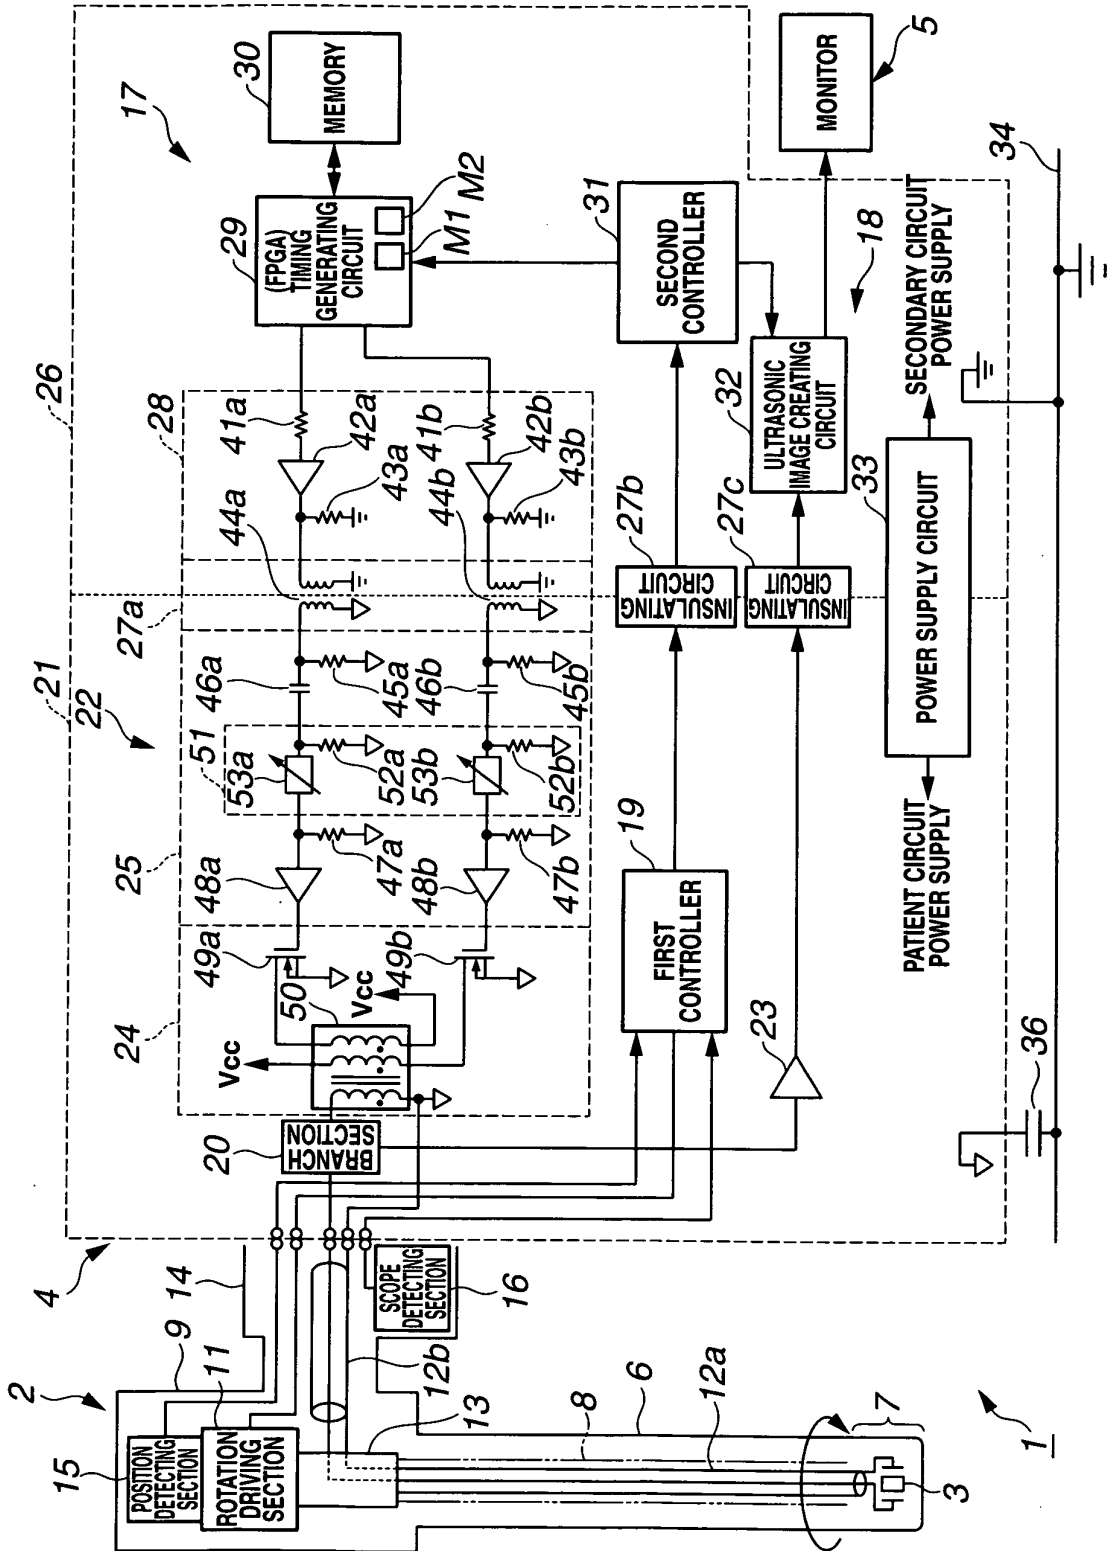 1
2
15
POSITION
DETECTING
SECTION
11
ROTATION
DRIVING
SECTION
9
14
4
13
12b
SCOPE
DETECTING
SECTION
16
8
6
12a
7
3
20
BRANCH
SECTION
24
Vcc
50
Vcc
49a
49b
25
48a
47a
48b
47b
51
53a
52a
53b
52b
22
21
46a
45a
46b
45b
27a
44a
44b
26
28
41a
42a
43a
41b
42b
43b
29
(FPGA)
TIMING
GENERATING
CIRCUIT
M1
M2
30
MEMORY
17
23
19
FIRST
CONTROLLER
27b
INSULATING
CIRCUIT
27c
INSULATING
CIRCUIT
31
SECOND
CONTROLLER
32
ULTRASONIC
IMAGE CREATING
CIRCUIT
18
MONITOR
5
33
POWER SUPPLY CIRCUIT
PATIENT CIRCUIT
POWER SUPPLY
SECONDARY CIRCUIT
POWER SUPPLY
36
34